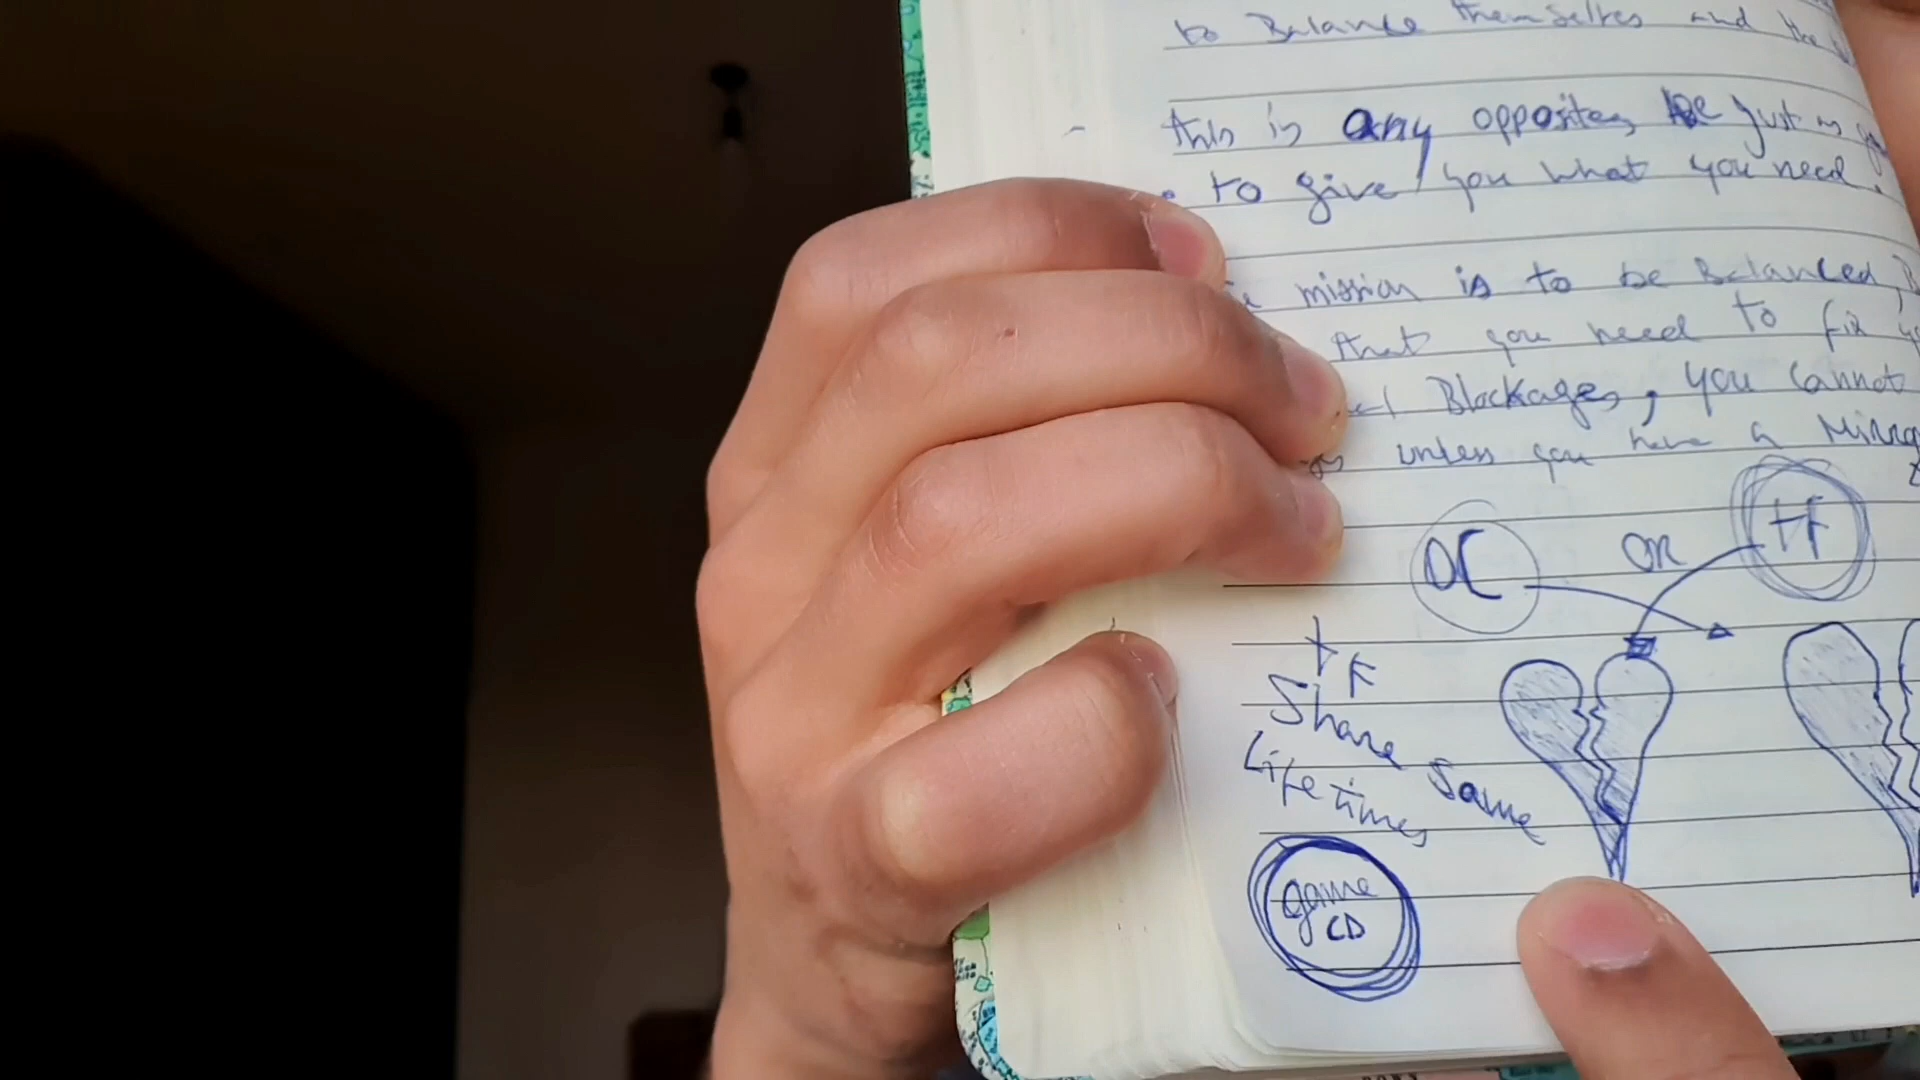 to Balance themselves and the
this is any opposites, be just as
to give you what you need.
mission is to be Balanced,
that you need to fix
Blockages, you cannot
unless you have a
OC OR TF
TF
Share Same
Lifetimes
game
CD